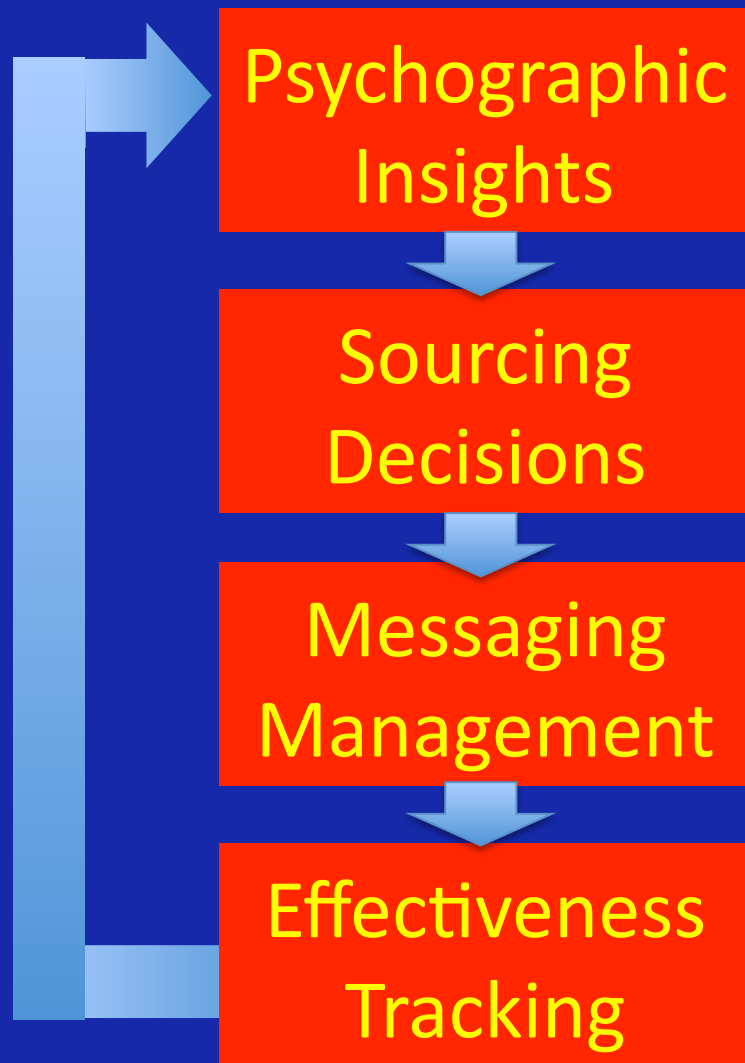 Psychographic
Insights
Sourcing
Decisions
Messaging
Management
Effectiveness
Tracking